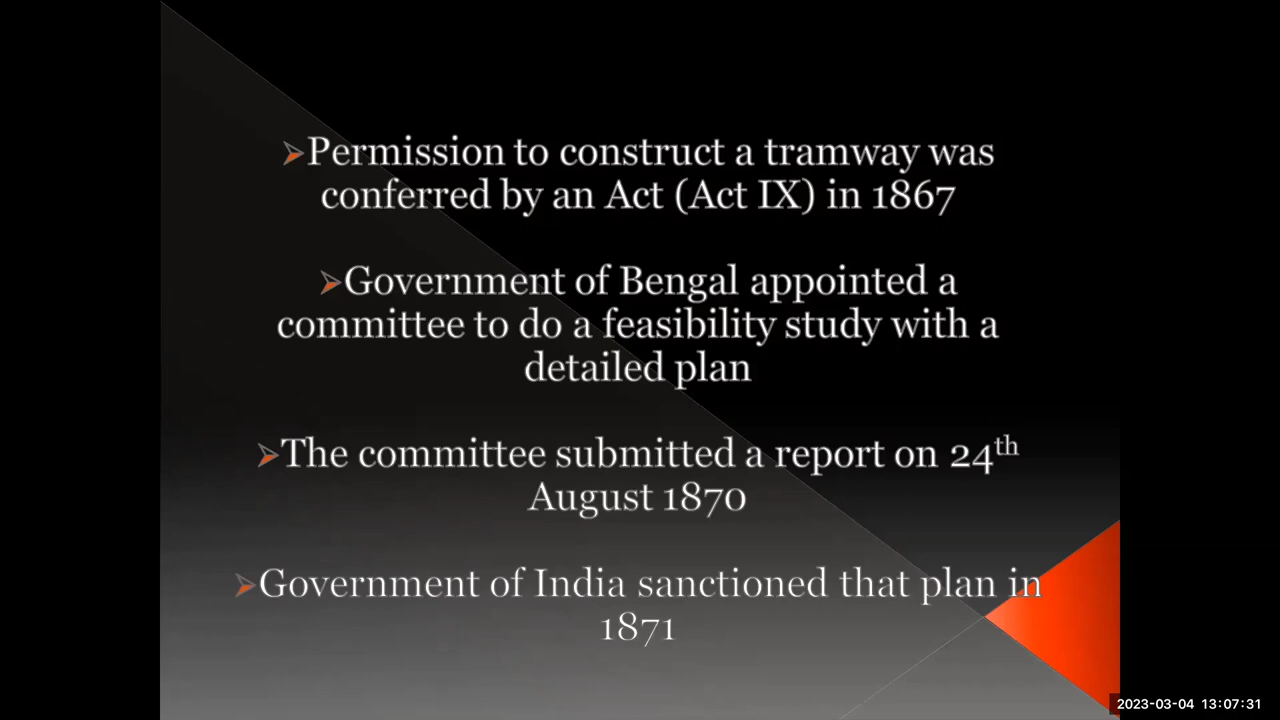 ➢Permission to construct a tramway was
conferred by an Act (Act IX) in 1867
➢Government of Bengal appointed a
committee to do a feasibility study with a
detailed plan
➢The committee submitted a report on 24th
August 1870
➢Government of India sanctioned that plan in
1871
2023-03-04 13:07:31